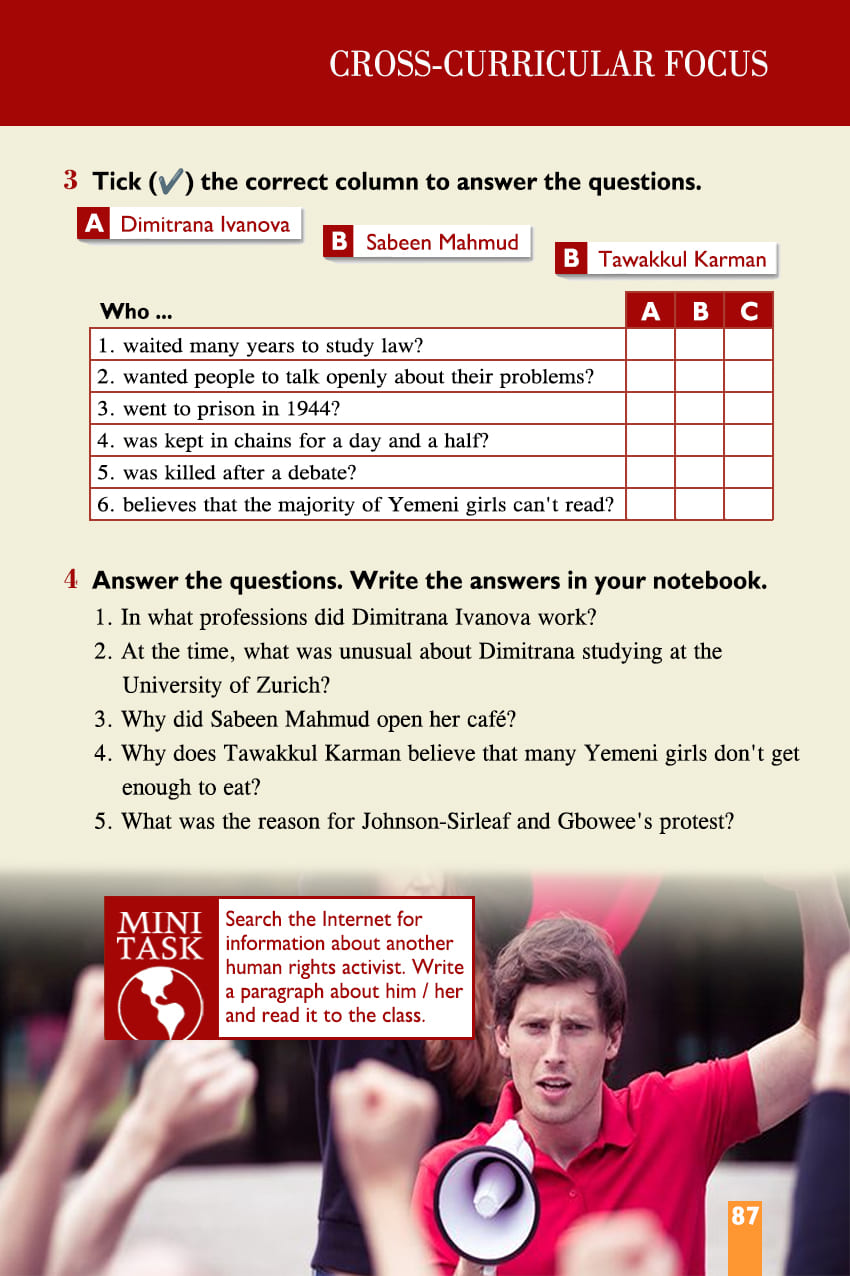 CROSS-CURRICULAR FOCUS
3 Tick (✔) the correct column to answer the questions.
A Dimitrana Ivanova
B Sabeen Mahmud
B Tawakkul Karman
Who ... A B C
1. waited many years to study law?
2. wanted people to talk openly about their problems?
3. went to prison in 1944?
4. was kept in chains for a day and a half?
5. was killed after a debate?
6. believes that the majority of Yemeni girls can't read?
4 Answer the questions. Write the answers in your notebook.
1. In what professions did Dimitrana Ivanova work?
2. At the time, what was unusual about Dimitrana studying at the
University of Zurich?
3. Why did Sabeen Mahmud open her café?
4. Why does Tawakkul Karman believe that many Yemeni girls don't get
enough to eat?
5. What was the reason for Johnson-Sirleaf and Gbowee's protest?
MINI
TASK
Search the Internet for
information about another
human rights activist. Write
a paragraph about him / her
and read it to the class.
87